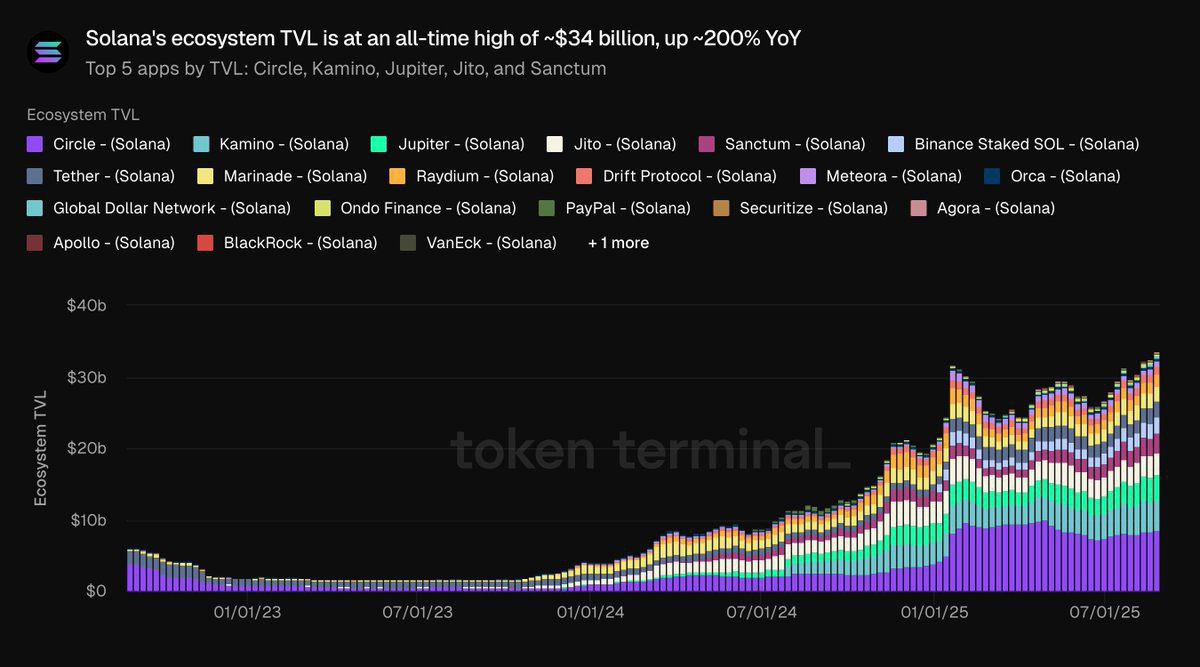 Solana's ecosystem TVL is at an all-time high of ~$34 billion, up ~200% YoY
Top 5 apps by TVL: Circle, Kamino, Jupiter, Jito, and Sanctum
Ecosystem TVL
Circle - (Solana) Kamino - (Solana) Jupiter - (Solana) Jito - (Solana) Sanctum - (Solana) Binance Staked SOL - (Solana)
Tether - (Solana) Marinade - (Solana) Raydium - (Solana) Drift Protocol - (Solana) Meteora - (Solana) Orca - (Solana)
Global Dollar Network - (Solana) Ondo Finance - (Solana) PayPal - (Solana) Securitize - (Solana) Agora - (Solana)
Apollo - (Solana) BlackRock - (Solana) VanEck - (Solana) + 1 more
$40b
$30b
$20b
$10b
$0
Ecosystem TVL
token terminal_
01/01/23 07/01/23 01/01/24 07/01/24 01/01/25 07/01/25